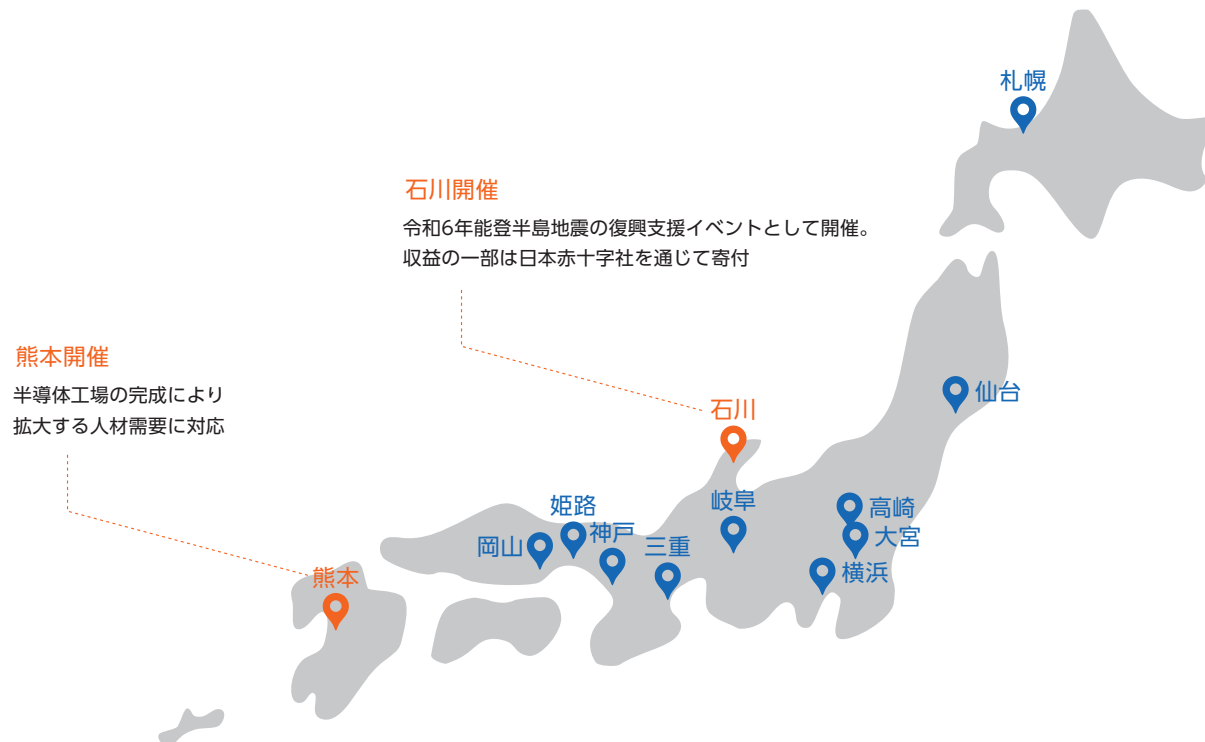 札幌
石川開催
令和6年能登半島地震の復興支援イベントとして開催。
収益の一部は日本赤十字社を通じて寄付
熊本開催
半導体工場の完成により
拡大する人材需要に対応
仙台
石川
岐阜
高崎
姫路
神戸
大宮
岡山
三重
横浜
熊本